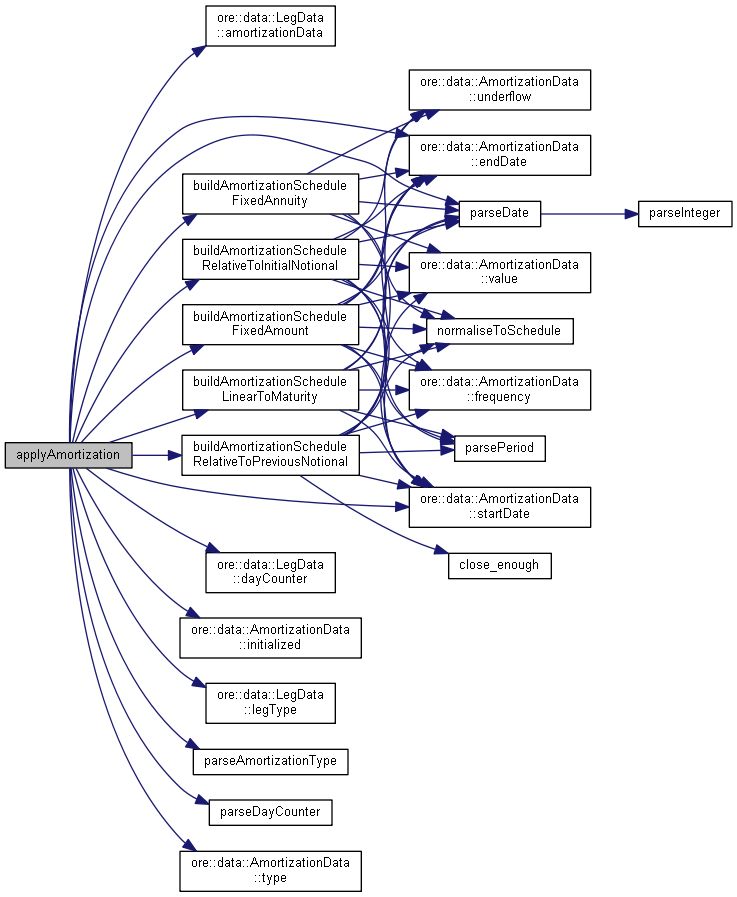 ore::data::LegData
::amortizationData
ore::data::AmortizationData
::underflow
ore::data::AmortizationData
::endDate
buildAmortizationSchedule
FixedAnnuity
parseDate
parseInteger
buildAmortizationSchedule
RelativeToInitialNotional
ore::data::AmortizationData
::value
buildAmortizationSchedule
FixedAmount
normaliseToSchedule
buildAmortizationSchedule
LinearToMaturity
ore::data::AmortizationData
::frequency
applyAmortization
buildAmortizationSchedule
RelativeToPreviousNotional
parsePeriod
ore::data::AmortizationData
::startDate
ore::data::LegData
::dayCounter
close_enough
ore::data::AmortizationData
::initialized
ore::data::LegData
::legType
parseAmortizationType
parseDayCounter
ore::data::AmortizationData
::type